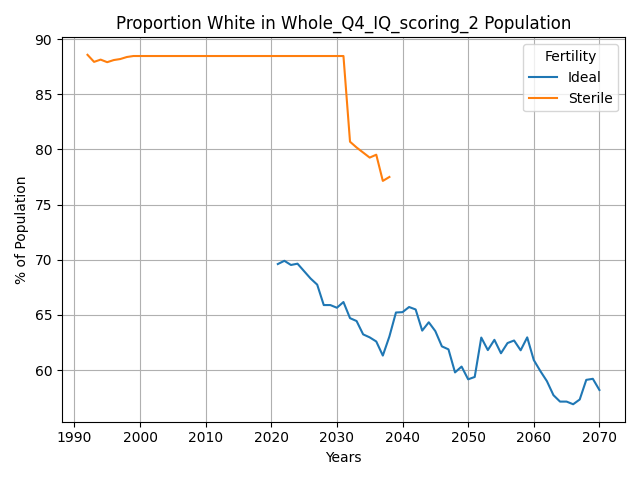 Proportion White in Whole_Q4_IQ_scoring_2 Population
90
85
80
75
70
65
60
% of Population
Fertility
Ideal
Sterile
1990 2000 2010 2020 2030 2040 2050 2060 2070
Years